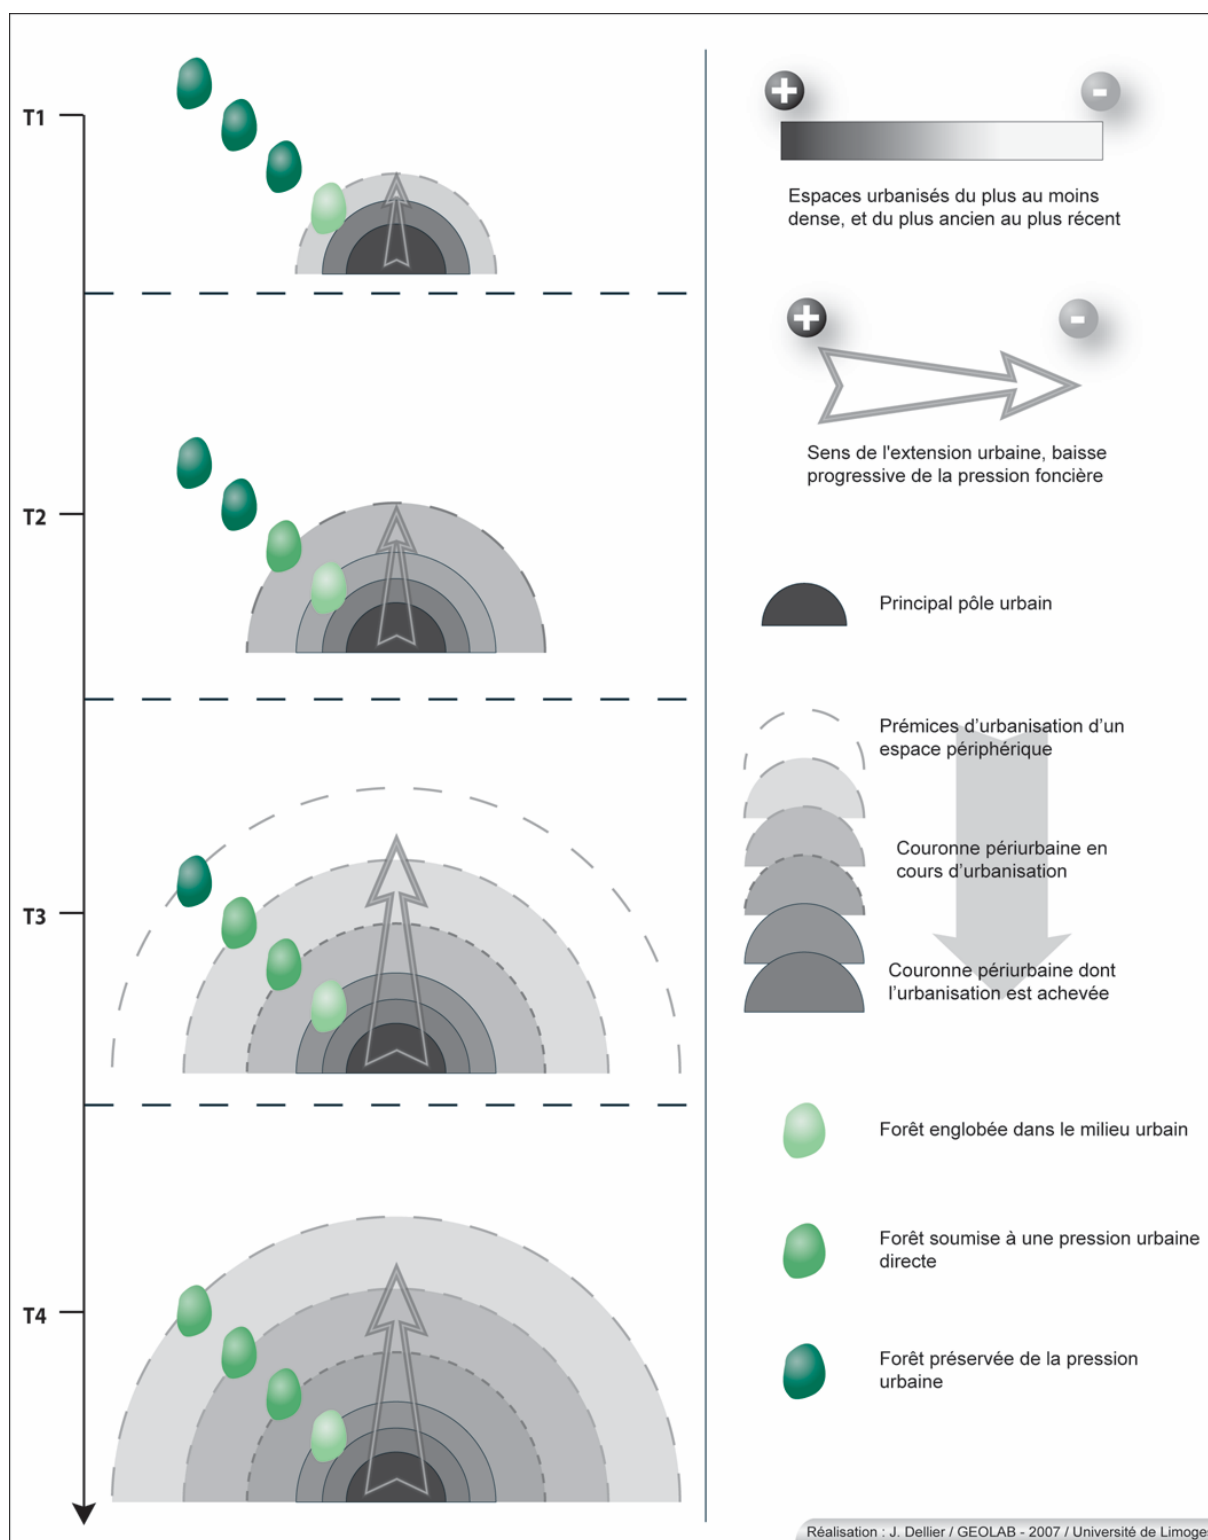 T1
T2
T3
T4
+
-
Espaces urbanisés du plus au moins
dense, et du plus ancien au plus récent
+
-
Sens de l'extension urbaine, baisse
progressive de la pression foncière
Principal pôle urbain
Prémices d'urbanisation d'un
espace périphérique
Couronne périurbaine en
cours d'urbanisation
Couronne périurbaine dont
l'urbanisation est achevée
Forêt englobée dans le milieu urbain
Forêt soumise à une pression urbaine
directe
Forêt préservée de la pression
urbaine
Réalisation : J. Dellier / GEOLAB - 2007 / Université de Limoges